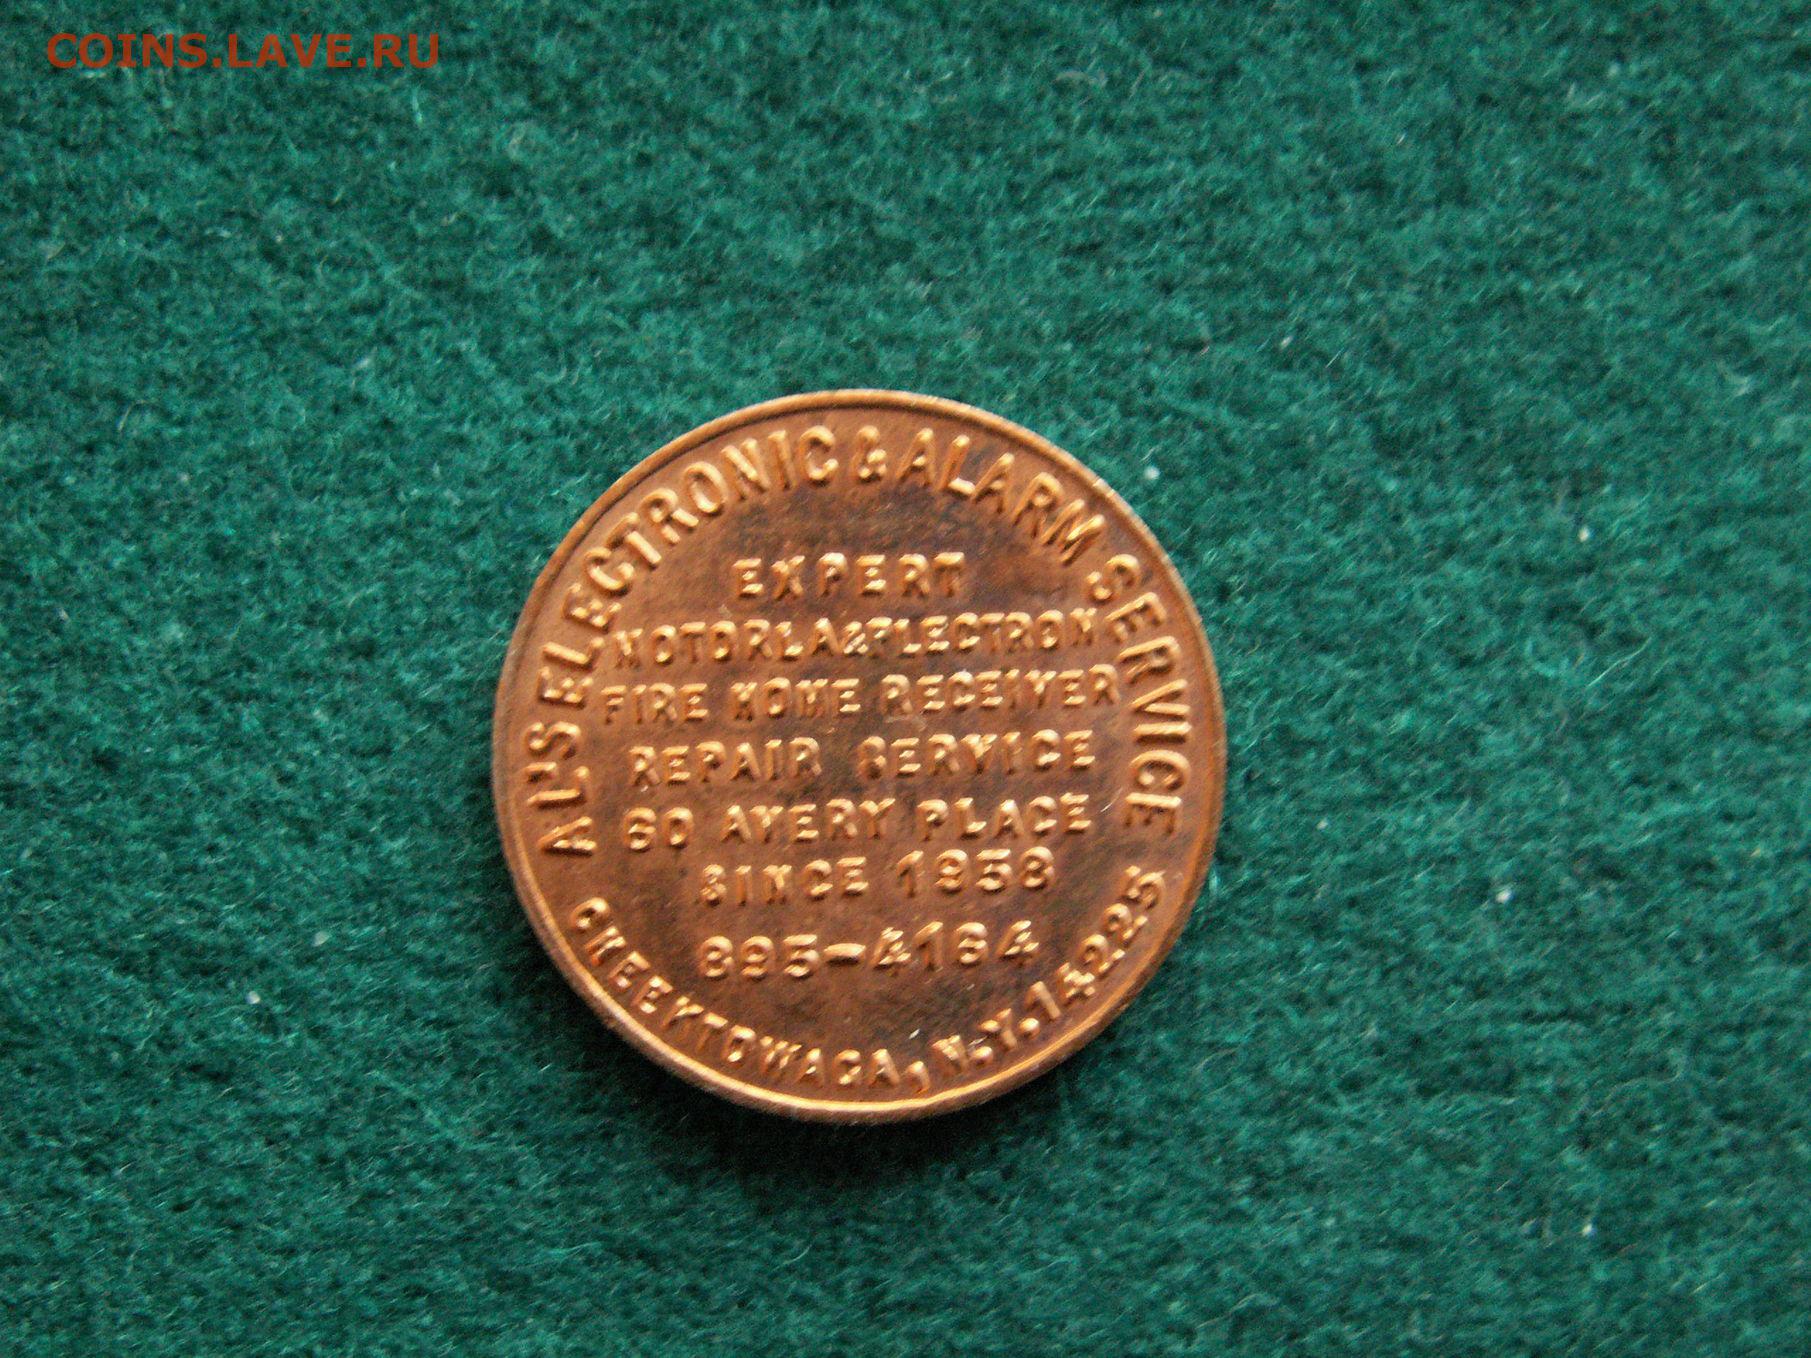 COINS.LAVE.RU
AL'S ELECTRONIC & ALARM SERVICE
EXPERT
MOTORLA & PLECTRON
FIRE HOME RECEIVER
REPAIR SERVICE
60 AVERY PLACE
SINCE 1958
895-4164
CHEEKTOWAGA, N.Y. 14225